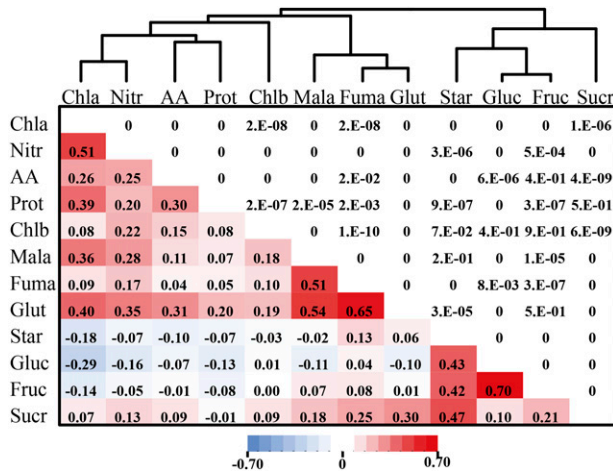 Chla Nitr AA Prot Chlb Mala Fuma Glut Star Gluc Fruc Sucr
Chla 0 0 0 2.E-08 0 2.E-08 0 0 0 0 1.E-06
Nitr 0.51 0 0 0 0 0 0 3.E-06 0 5.E-04 0
AA 0.26 0.25 0 0 0 2.E-02 0 0 6.E-06 4.E-01 4.E-09
Prot 0.39 0.20 0.30 2.E-07 2.E-05 2.E-03 0 9.E-07 0 3.E-07 5.E-01
Chlb 0.08 0.22 0.15 0.08 0 1.E-10 0 7.E-02 4.E-01 9.E-01 6.E-09
Mala 0.36 0.28 0.11 0.07 0.18 0 0 2.E-01 0 1.E-05 0
Fuma 0.09 0.17 0.04 0.05 0.10 0.51 0 0 8.E-03 3.E-07 0
Glut 0.40 0.35 0.31 0.20 0.19 0.54 0.65 3.E-05 0 5.E-01 0
Star -0.18 -0.07 -0.10 -0.07 -0.03 -0.02 0.13 0.06 0 0 0
Gluc -0.29 -0.16 -0.07 -0.13 0.01 -0.11 0.04 -0.10 0.43 0 0
Fruc -0.14 -0.05 -0.01 -0.08 0.00 0.07 0.08 0.01 0.42 0.70 0
Sucr 0.07 0.13 0.09 -0.01 0.09 0.18 0.25 0.30 0.47 0.10 0.21
-0.70 0 0.70